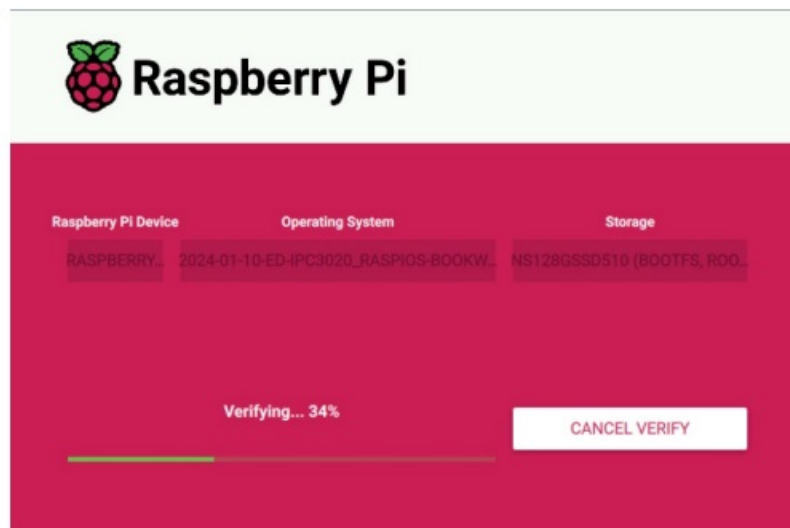 Raspberry Pi
Raspberry Pi Device Operating System Storage
RASPBERRY... 2024-01-10-ED-IPC3020_RASPIOS-BOOKW... NS128GSSD510 (BOOTFS, ROO...
Verifying... 34%
CANCEL VERIFY